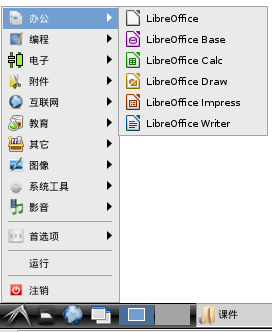 办公
编程
电子
附件
互联网
教育
其它
图像
系统工具
影音
首选项
运行
注销
LibreOffice
LibreOffice Base
LibreOffice Calc
LibreOffice Draw
LibreOffice Impress
LibreOffice Writer
课件